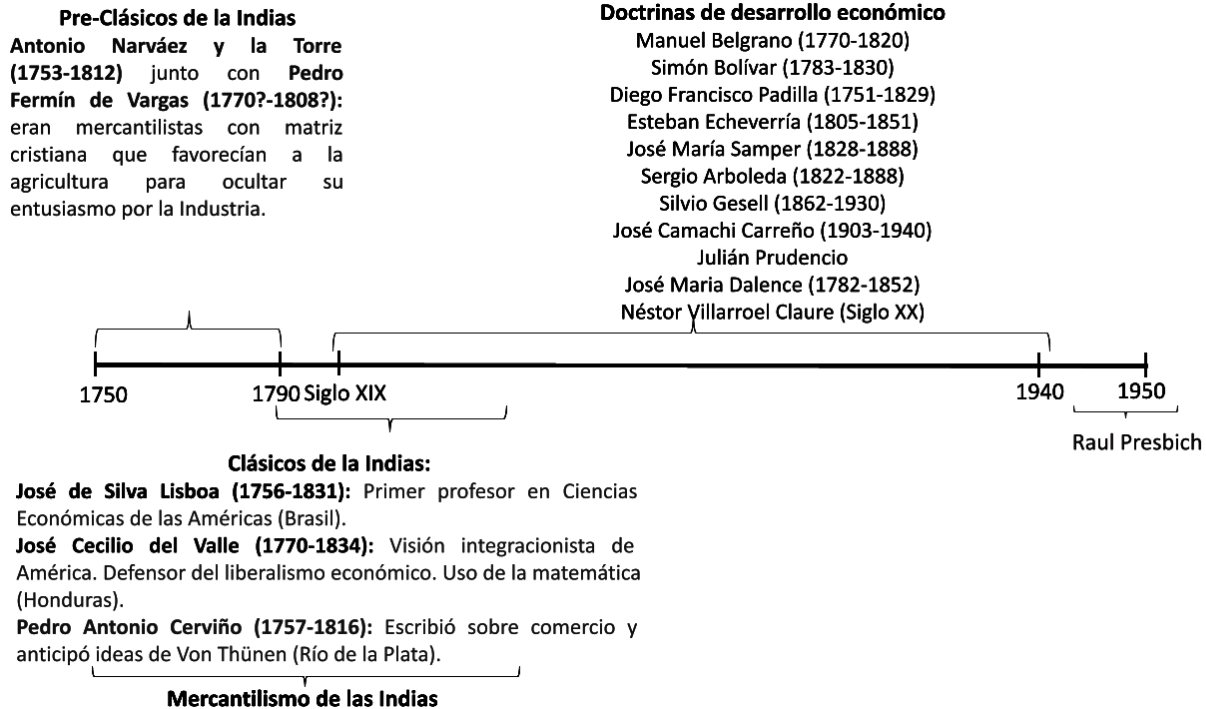 Pre-Clásicos de la Indias
Antonio Narváez y la Torre
(1753-1812) junto con Pedro
Fermín de Vargas (1770?-1808?):
eran mercantilistas con matriz
cristiana que favorecían a la
agricultura para ocultar su
entusiasmo por la Industria.
Doctrinas de desarrollo económico
Manuel Belgrano (1770-1820)
Simón Bolívar (1783-1830)
Diego Francisco Padilla (1751-1829)
Esteban Echeverría (1805-1851)
José María Samper (1828-1888)
Sergio Arboleda (1822-1888)
Silvio Gesell (1862-1930)
José Camachi Carreño (1903-1940)
Julián Prudencio
José Maria Dalence (1782-1852)
Néstor Villarroel Claure (Siglo XX)
1750 1790 Siglo XIX 1940 1950
Raul Presbich
Clásicos de la Indias:
José de Silva Lisboa (1756-1831): Primer profesor en Ciencias
Económicas de las Américas (Brasil).
José Cecilio del Valle (1770-1834): Visión integracionista de
América. Defensor del liberalismo económico. Uso de la matemática
(Honduras).
Pedro Antonio Cerviño (1757-1816): Escribió sobre comercio y
anticipó ideas de Von Thünen (Río de la Plata).
Mercantilismo de las Indias